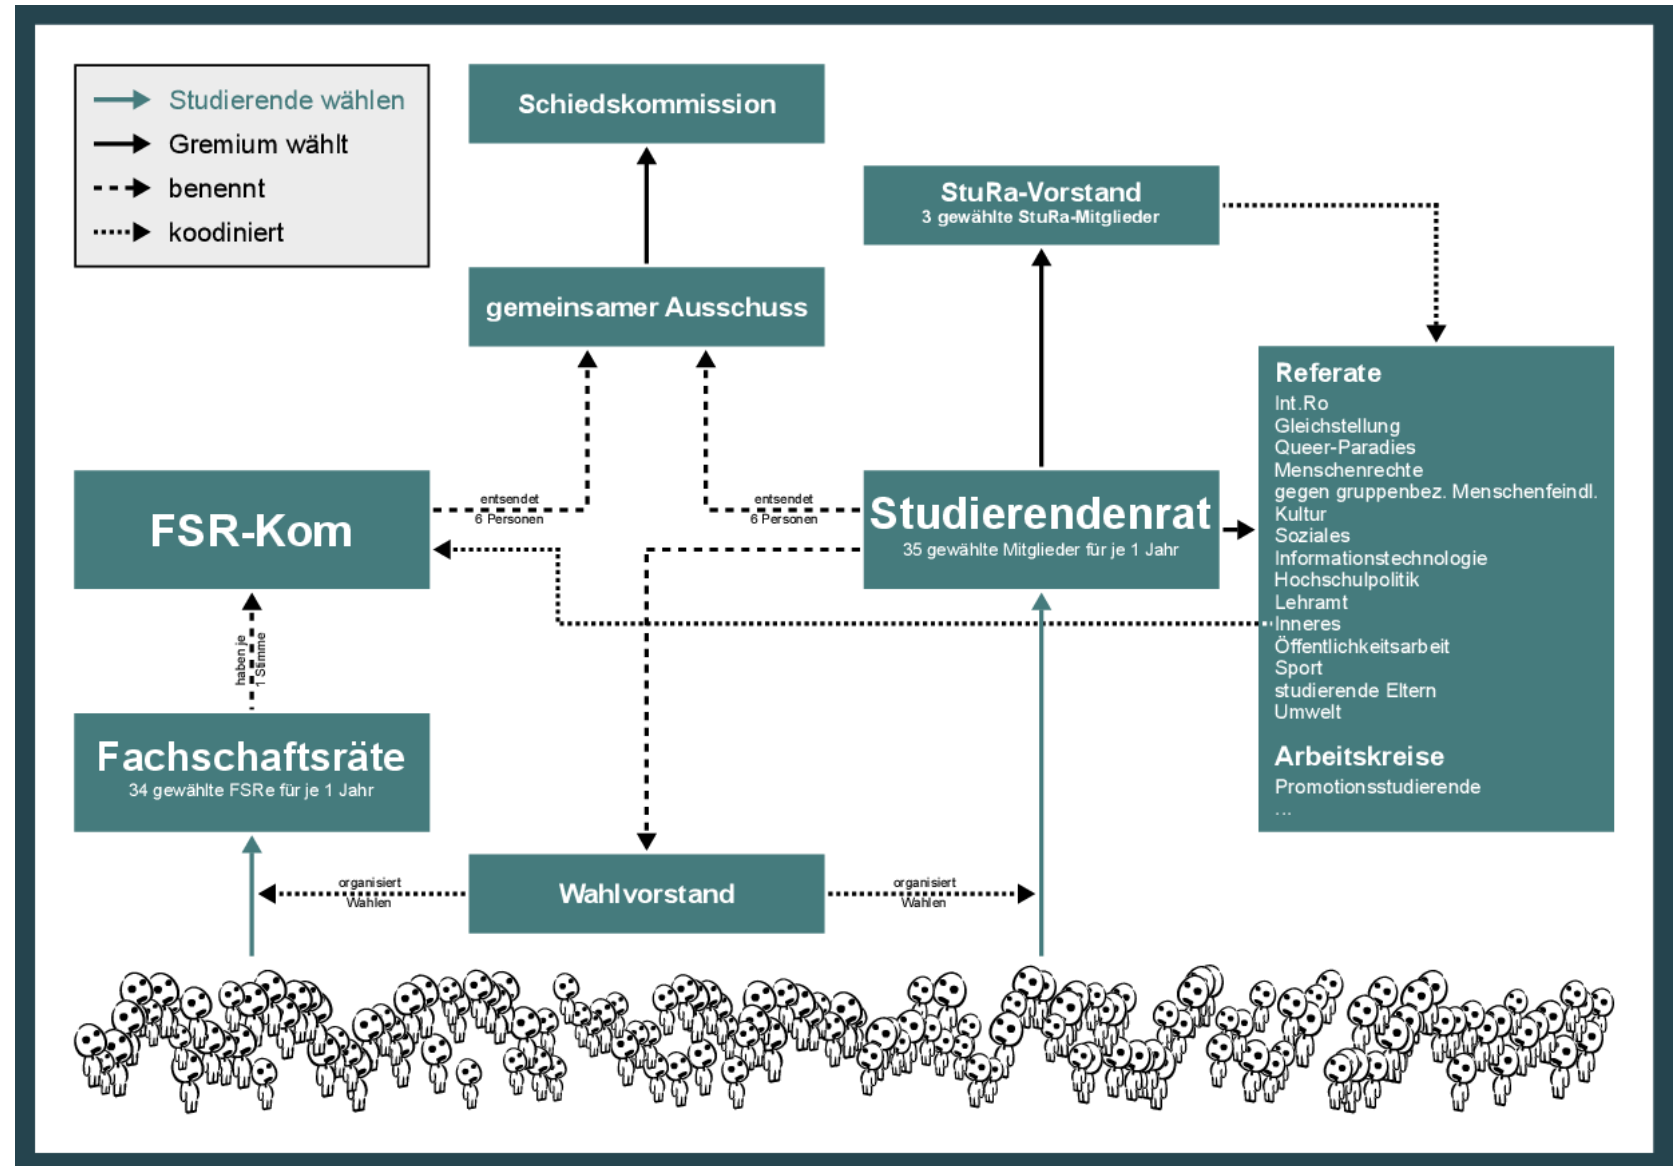 Studierende wählen
Gremium wählt
benennt
koodiniert
Schiedskommission
StuRa-Vorstand
3 gewählte StuRa-Mitglieder
gemeinsamer Ausschuss
FSR-Kom
entsendet
6 Personen
entsendet
6 Personen
Studierendenrat
35 gewählte Mitglieder für je 1 Jahr
Referate
Int.Ro
Gleichstellung
Queer-Paradies
Menschenrechte
gegen gruppenbez. Menschenfeindl.
Kultur
Soziales
Informationstechnologie
Hochschulpolitik
Lehramt
Inneres
Öffentlichkeitsarbeit
Sport
studierende Eltern
Umwelt
Arbeitskreise
Promotionsstudierende
...
haben je
1 Stimme
Fachschaftsräte
34 gewählte FSRe für je 1 Jahr
organisiert
Wahlen
Wahlvorstand
organisiert
Wahlen